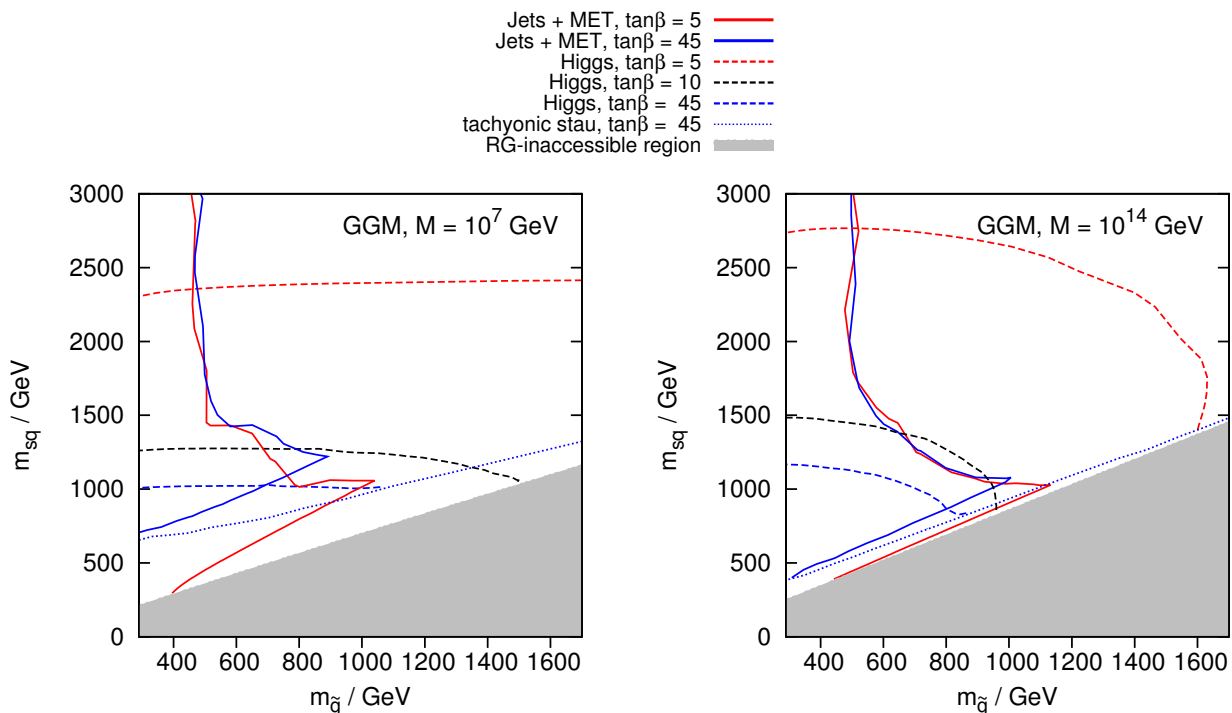 Jets + MET, tanβ = 5
Jets + MET, tanβ = 45
Higgs, tanβ = 5
Higgs, tanβ = 10
Higgs, tanβ = 45
tachyonic stau, tanβ = 45
RG-inaccessible region
GGM, M = 10^7 GeV
m_sq / GeV
3000
2500
2000
1500
1000
500
0
400 600 800 1000 1200 1400 1600
m_g̃ / GeV
GGM, M = 10^14 GeV
m_sq / GeV
3000
2500
2000
1500
1000
500
0
400 600 800 1000 1200 1400 1600
m_g̃ / GeV